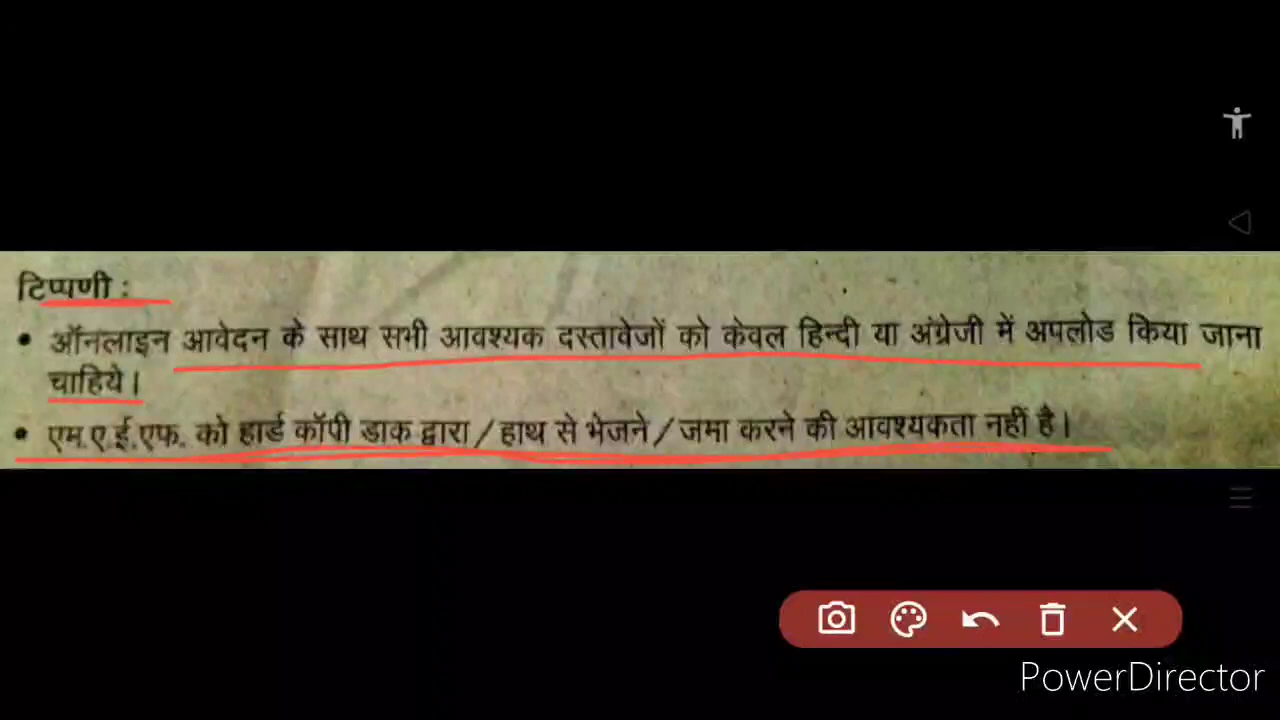 टिप्पणी :
• ऑनलाइन आवेदन के साथ सभी आवश्यक दस्तावेजों को केवल हिन्दी या अंग्रेजी में अपलोड किया जाना
चाहिये।
• एम.ए.ई.एफ. को हार्ड कॉपी डाक द्वारा / हाथ से भेजने / जमा करने की आवश्यकता नहीं है।
PowerDirector